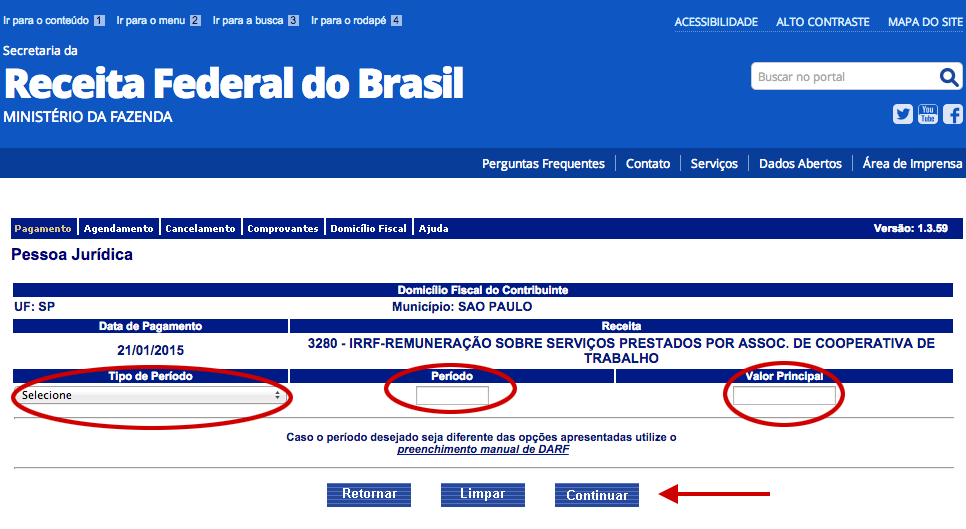 Ir para o conteúdo 1 Ir para o menu 2 Ir para a busca 3 Ir para o rodapé 4
ACESSIBILIDADE ALTO CONTRASTE MAPA DO SITE
Secretaria da
Receita Federal do Brasil
MINISTÉRIO DA FAZENDA
Buscar no portal
You
Tube
Perguntas Frequentes Contato Serviços Dados Abertos Área de Imprensa
Pagamento Agendamento Cancelamento Comprovantes Domicílio Fiscal Ajuda Versão: 1.3.59
Pessoa Jurídica
Domicílio Fiscal do Contribuinte
UF: SP Município: SAO PAULO
Data de Pagamento Receita
21/01/2015
3280 - IRRF-REMUNERAÇÃO SOBRE SERVIÇOS PRESTADOS POR ASSOC. DE COOPERATIVA DE
TRABALHO
Tipo de Período Período Valor Principal
Selecione
Caso o período desejado seja diferente das opções apresentadas utilize o
preenchimento manual de DARF
Retornar Limpar Continuar